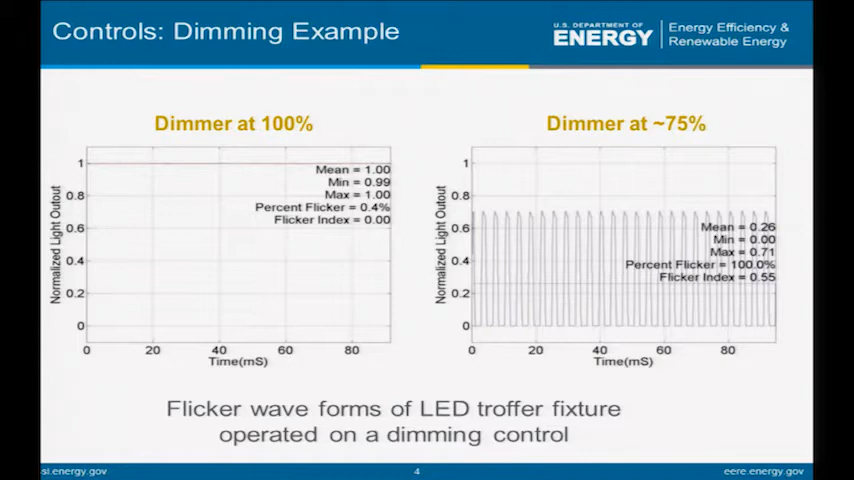 Controls: Dimming Example
U.S. DEPARTMENT OF
ENERGY
Energy Efficiency &
Renewable Energy
Dimmer at 100%
Normalized Light Output
1
0.8
0.6
0.4
0.2
0
Mean = 1.00
Min = 0.99
Max = 1.00
Percent Flicker = 0.4%
Flicker Index = 0.00
0 20 40 60 80
Time(mS)
Dimmer at ~75%
Normalized Light Output
1
0.8
0.6
0.4
0.2
0
Mean = 0.26
Min = 0.00
Max = 0.71
Percent Flicker = 100.0%
Flicker Index = 0.55
0 20 40 60 80
Time(mS)
Flicker wave forms of LED troffer fixture
operated on a dimming control
sl.energy.gov
4
eere.energy.gov